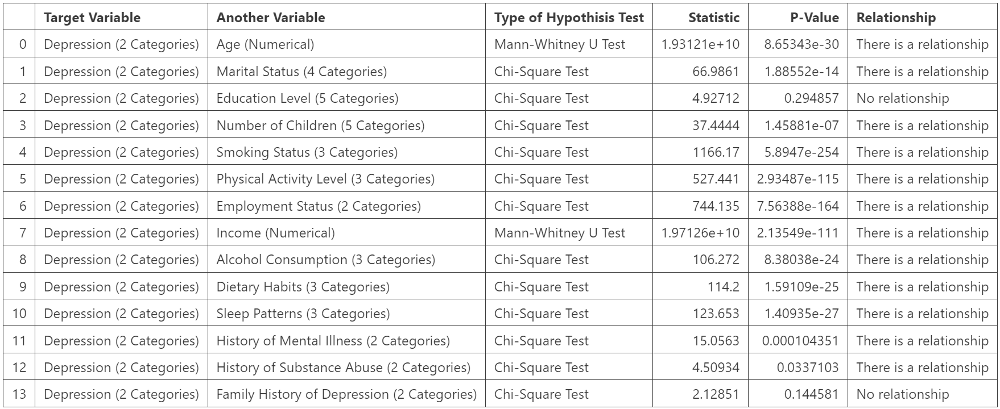 Target Variable Another Variable Type of Hypothisis Test Statistic P-Value Relationship
0 Depression (2 Categories) Age (Numerical) Mann-Whitney U Test 1.93121e+10 8.65343e-30 There is a relationship
1 Depression (2 Categories) Marital Status (4 Categories) Chi-Square Test 66.9861 1.88552e-14 There is a relationship
2 Depression (2 Categories) Education Level (5 Categories) Chi-Square Test 4.92712 0.294857 No relationship
3 Depression (2 Categories) Number of Children (5 Categories) Chi-Square Test 37.4444 1.45881e-07 There is a relationship
4 Depression (2 Categories) Smoking Status (3 Categories) Chi-Square Test 1166.17 5.8947e-254 There is a relationship
5 Depression (2 Categories) Physical Activity Level (3 Categories) Chi-Square Test 527.441 2.93487e-115 There is a relationship
6 Depression (2 Categories) Employment Status (2 Categories) Chi-Square Test 744.135 7.56388e-164 There is a relationship
7 Depression (2 Categories) Income (Numerical) Mann-Whitney U Test 1.97126e+10 2.13549e-111 There is a relationship
8 Depression (2 Categories) Alcohol Consumption (3 Categories) Chi-Square Test 106.272 8.38038e-24 There is a relationship
9 Depression (2 Categories) Dietary Habits (3 Categories) Chi-Square Test 114.2 1.59109e-25 There is a relationship
10 Depression (2 Categories) Sleep Patterns (3 Categories) Chi-Square Test 123.653 1.40935e-27 There is a relationship
11 Depression (2 Categories) History of Mental Illness (2 Categories) Chi-Square Test 15.0563 0.000104351 There is a relationship
12 Depression (2 Categories) History of Substance Abuse (2 Categories) Chi-Square Test 4.50934 0.0337103 There is a relationship
13 Depression (2 Categories) Family History of Depression (2 Categories) Chi-Square Test 2.12851 0.144581 No relationship